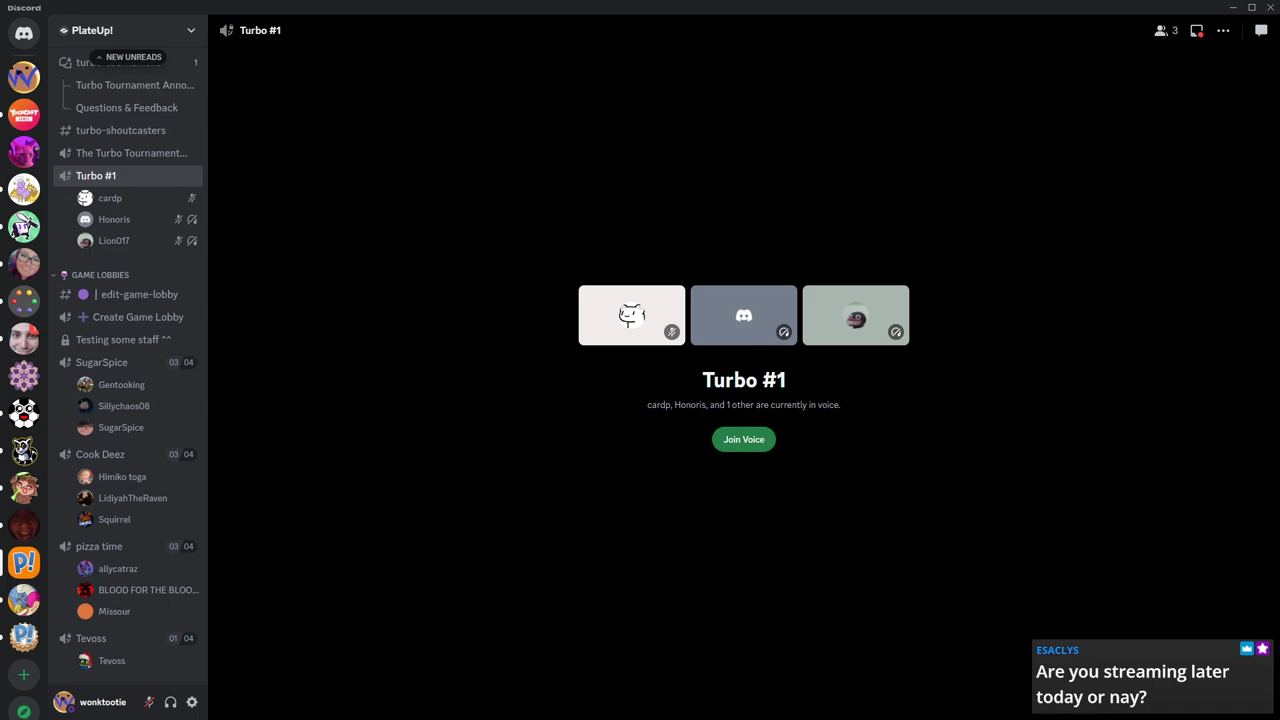 Discord
PlateUp!
Turbo #1
3
NEW UNREADS
1
Turbo Tournament Anno...
Questions & Feedback
turbo-shoutcasters
The Turbo Tournament...
Turbo #1
cardp
Honoris
Lion017
GAME LOBBIES
| edit-game-lobby
Create Game Lobby
Testing some staff ^^
SugarSpice 03 04
Gentooking
Sillychaos08
SugarSpice
Cook Deez 03 04
Himiko toga
LidiyahTheRaven
Squirrel
pizza time 03 04
allycatraz
BLOOD FOR THE BLOO...
Missour
Tevoss 01 04
Tevoss
wonktootie
Turbo #1
cardp, Honoris, and 1 other are currently in voice.
Join Voice
ESACLYS
Are you streaming later
today or nay?